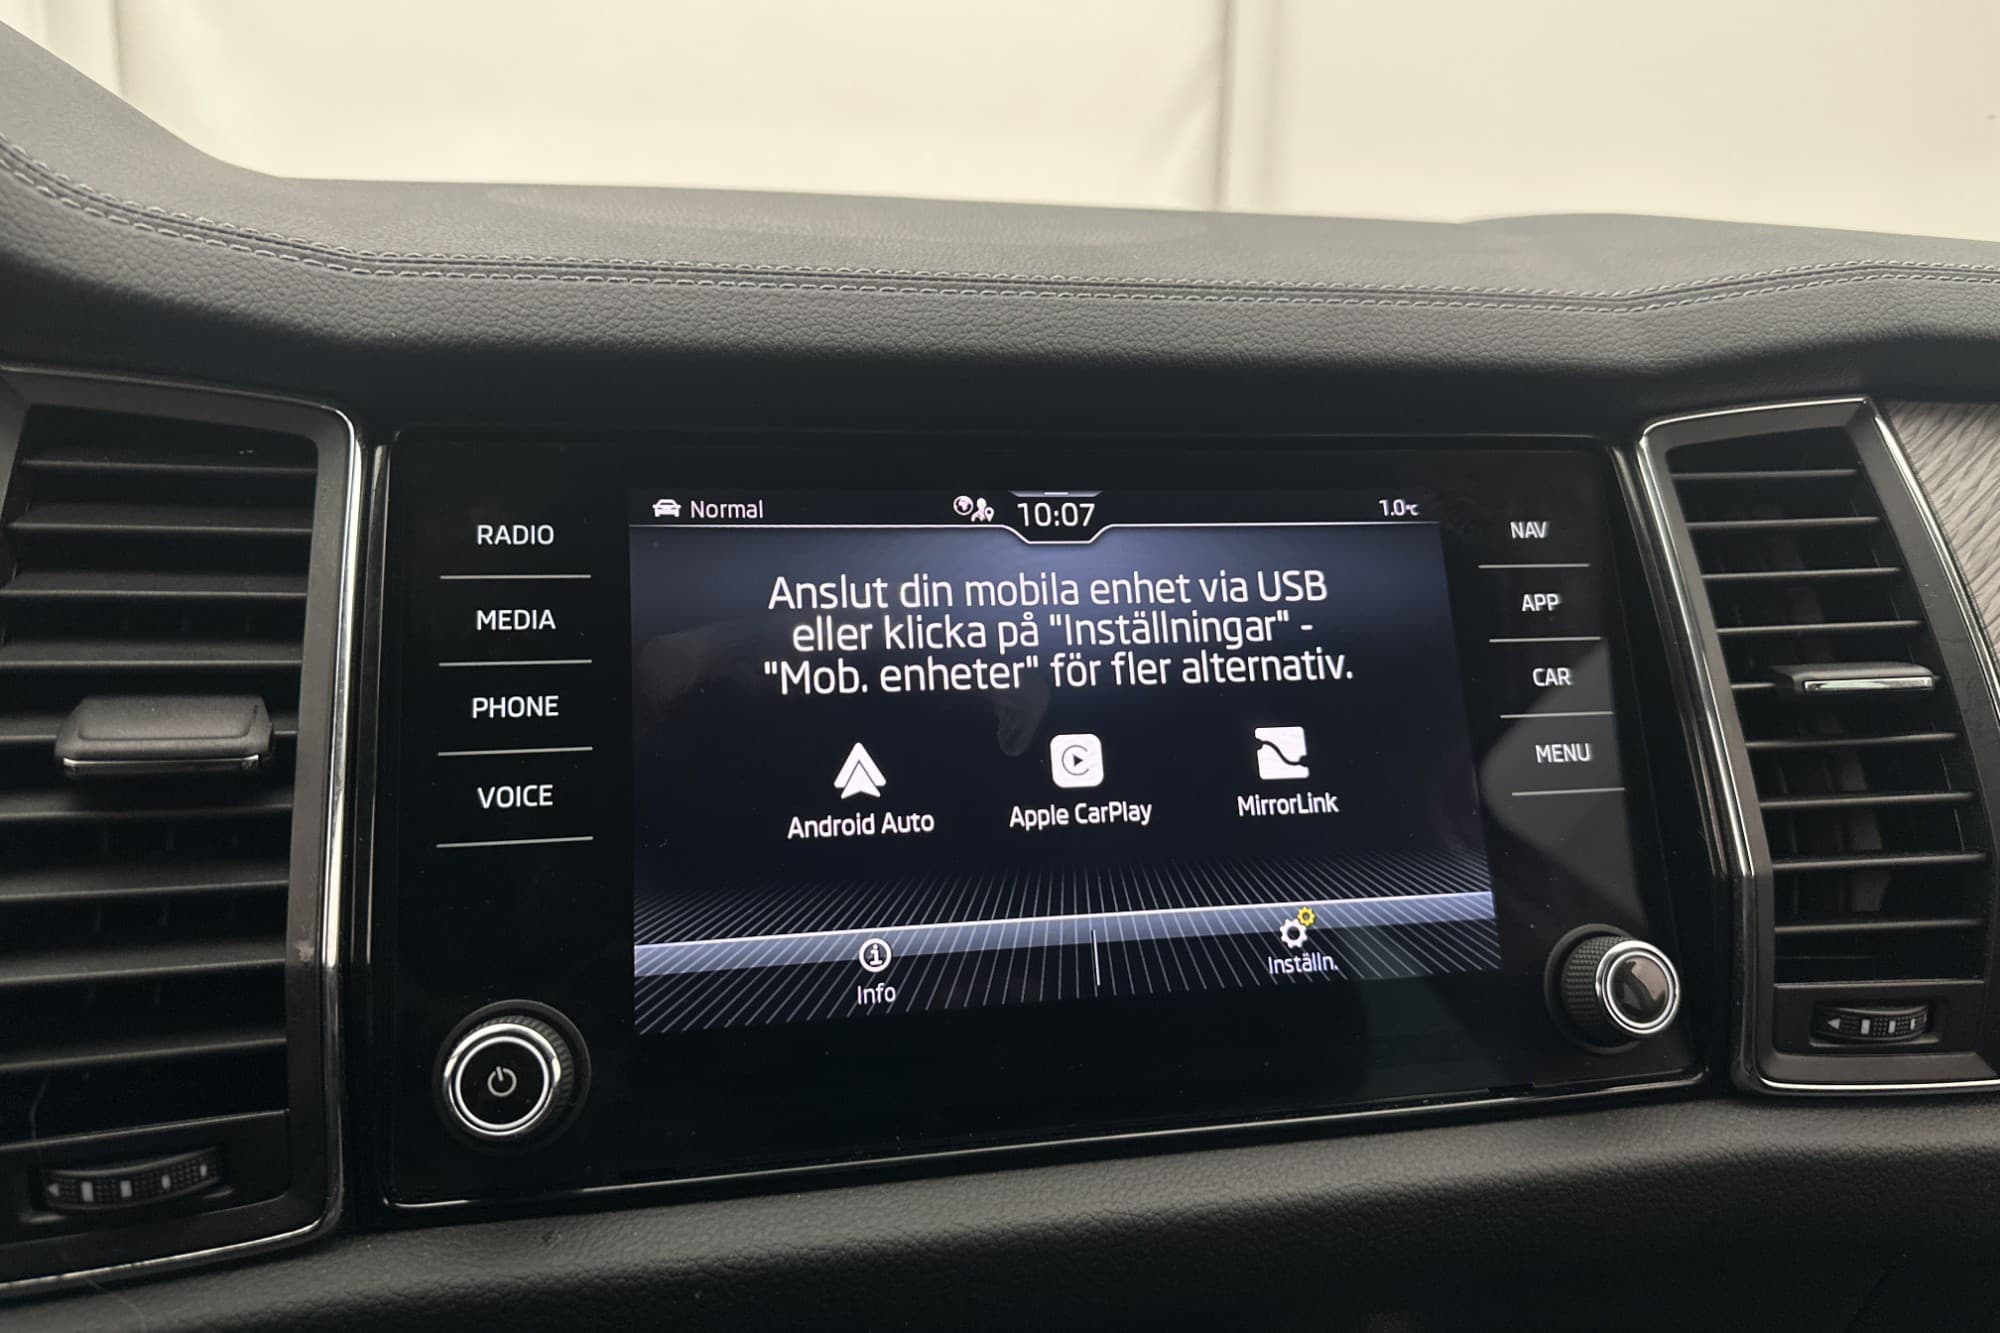 Normal
10:07
1.0°C
RADIO
MEDIA
PHONE
VOICE
Anslut din mobila enhet via USB
eller klicka på "Inställningar" -
"Mob. enheter" för fler alternativ.
Android Auto
Apple CarPlay
MirrorLink
Info
Inställn.
NAV
APP
CAR
MENU